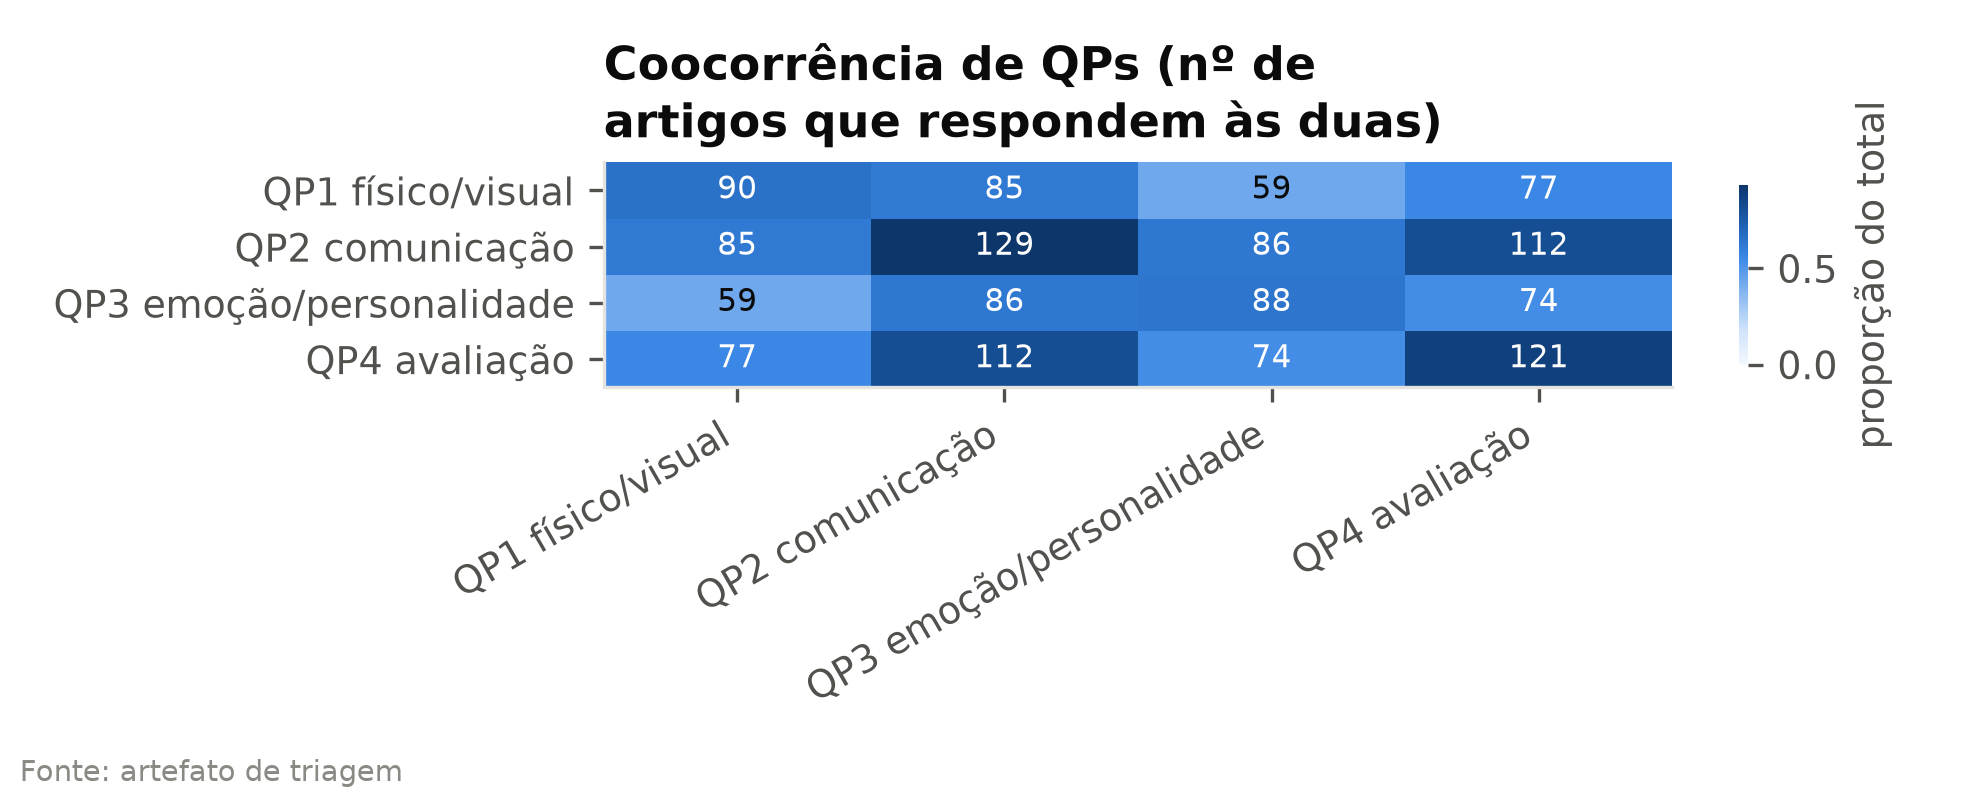 Coocorrência de QPs (nº de
artigos que respondem às duas)
QP1 físico/visual 90 85 59 77
QP2 comunicação 85 129 86 112
QP3 emoção/personalidade 59 86 88 74
QP4 avaliação 77 112 74 121
QP1 físico/visual
QP2 comunicação
QP3 emoção/personalidade
QP4 avaliação
0.5
0.0
proporção do total
Fonte: artefato de triagem